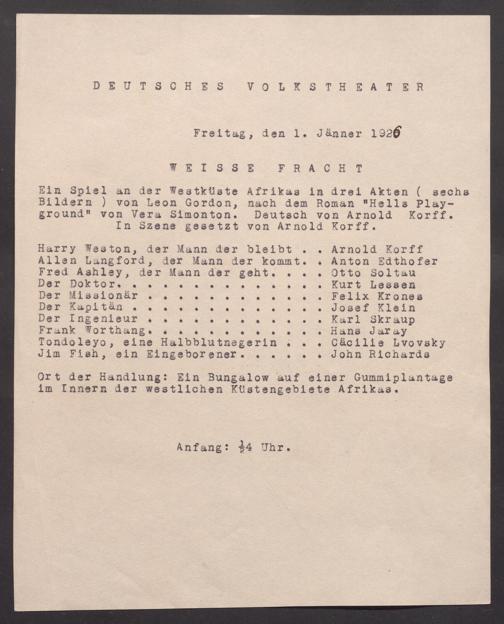 DEUTSCHES VOLKSTHEATER
Freitag, den 1. Jänner 1926
WEISSE FRACHT
Ein Spiel an der Westküste Afrikas in drei Akten ( sechs
Bildern ) von Leon Gordon, nach dem Roman "Hells Play-
ground" von Vera Simonton. Deutsch von Arnold Korff.
In Szene gesetzt von Arnold Korff.
Harry Weston, der Mann der bleibt . . Arnold Korff
Allen Langford, der Mann der kommt. . Anton Edthofer
Fred Ashley, der Mann der geht. . . . Otto Soltau
Der Doktor. . . . . . . . . . . . . . Kurt Lessen
Der Missionär . . . . . . . . . . . . Felix Krones
Der Kapitän . . . . . . . . . . . . . Josef Klein
Der Ingenieur . . . . . . . . . . . . Karl Skraup
Frank Worthang. . . . . . . . . . . . Hans Jaray
Tondoleyo, eine Halbblutnegerin . . . Cäcilie Lvovsky
Jim Fish, ein Eingeborener. . . . . . John Richards
Ort der Handlung: Ein Bungalow auf einer Gummiplantage
im Innern der westlichen Küstengebiete Afrikas.
Anfang: ½4 Uhr.